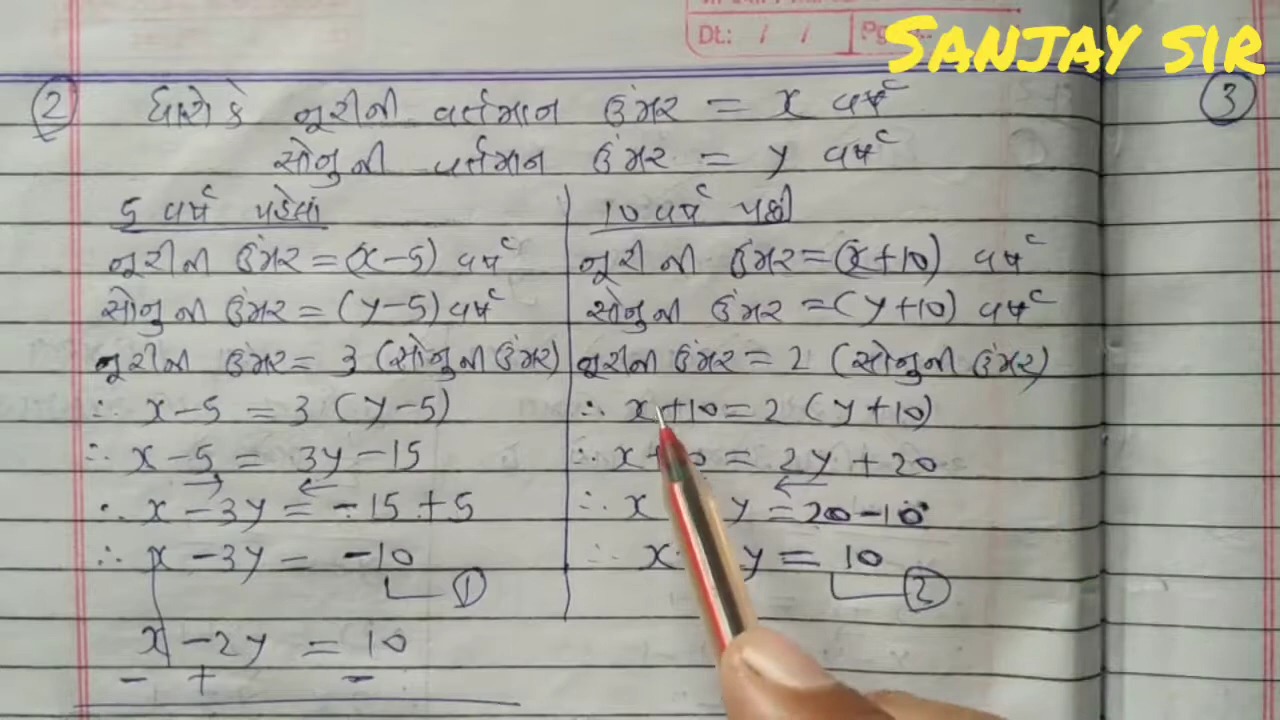 Dt: / / Pg
SANJAY SIR
② ધારો કે નૂરીની વર્તમાન ઉંમર = x વર્ષ
③
સોનુની વર્તમાન ઉંમર = y વર્ષ
5 વર્ષ પહેલાં
નૂરીની ઉંમર = (x-5) વર્ષ
સોનુની ઉંમર = (y-5) વર્ષ
નૂરીની ઉંમર = 3 (સોનુની ઉંમર)
∴ x-5 = 3 (y-5)
∴ x-5 = 3y-15
∴ x-3y = -15+5
∴ x-3y = -10
①
x-2y = 10
- + -
10 વર્ષ પછી
નૂરીની ઉંમર = (x+10) વર્ષ
સોનુની ઉંમર = (y+10) વર્ષ
નૂરીની ઉંમર = 2 (સોનુની ઉંમર)
∴ x+10 = 2 (y+10)
∴ x+ 0 = 2y+20
∴ x y = 20-10
∴ x y = 10
②